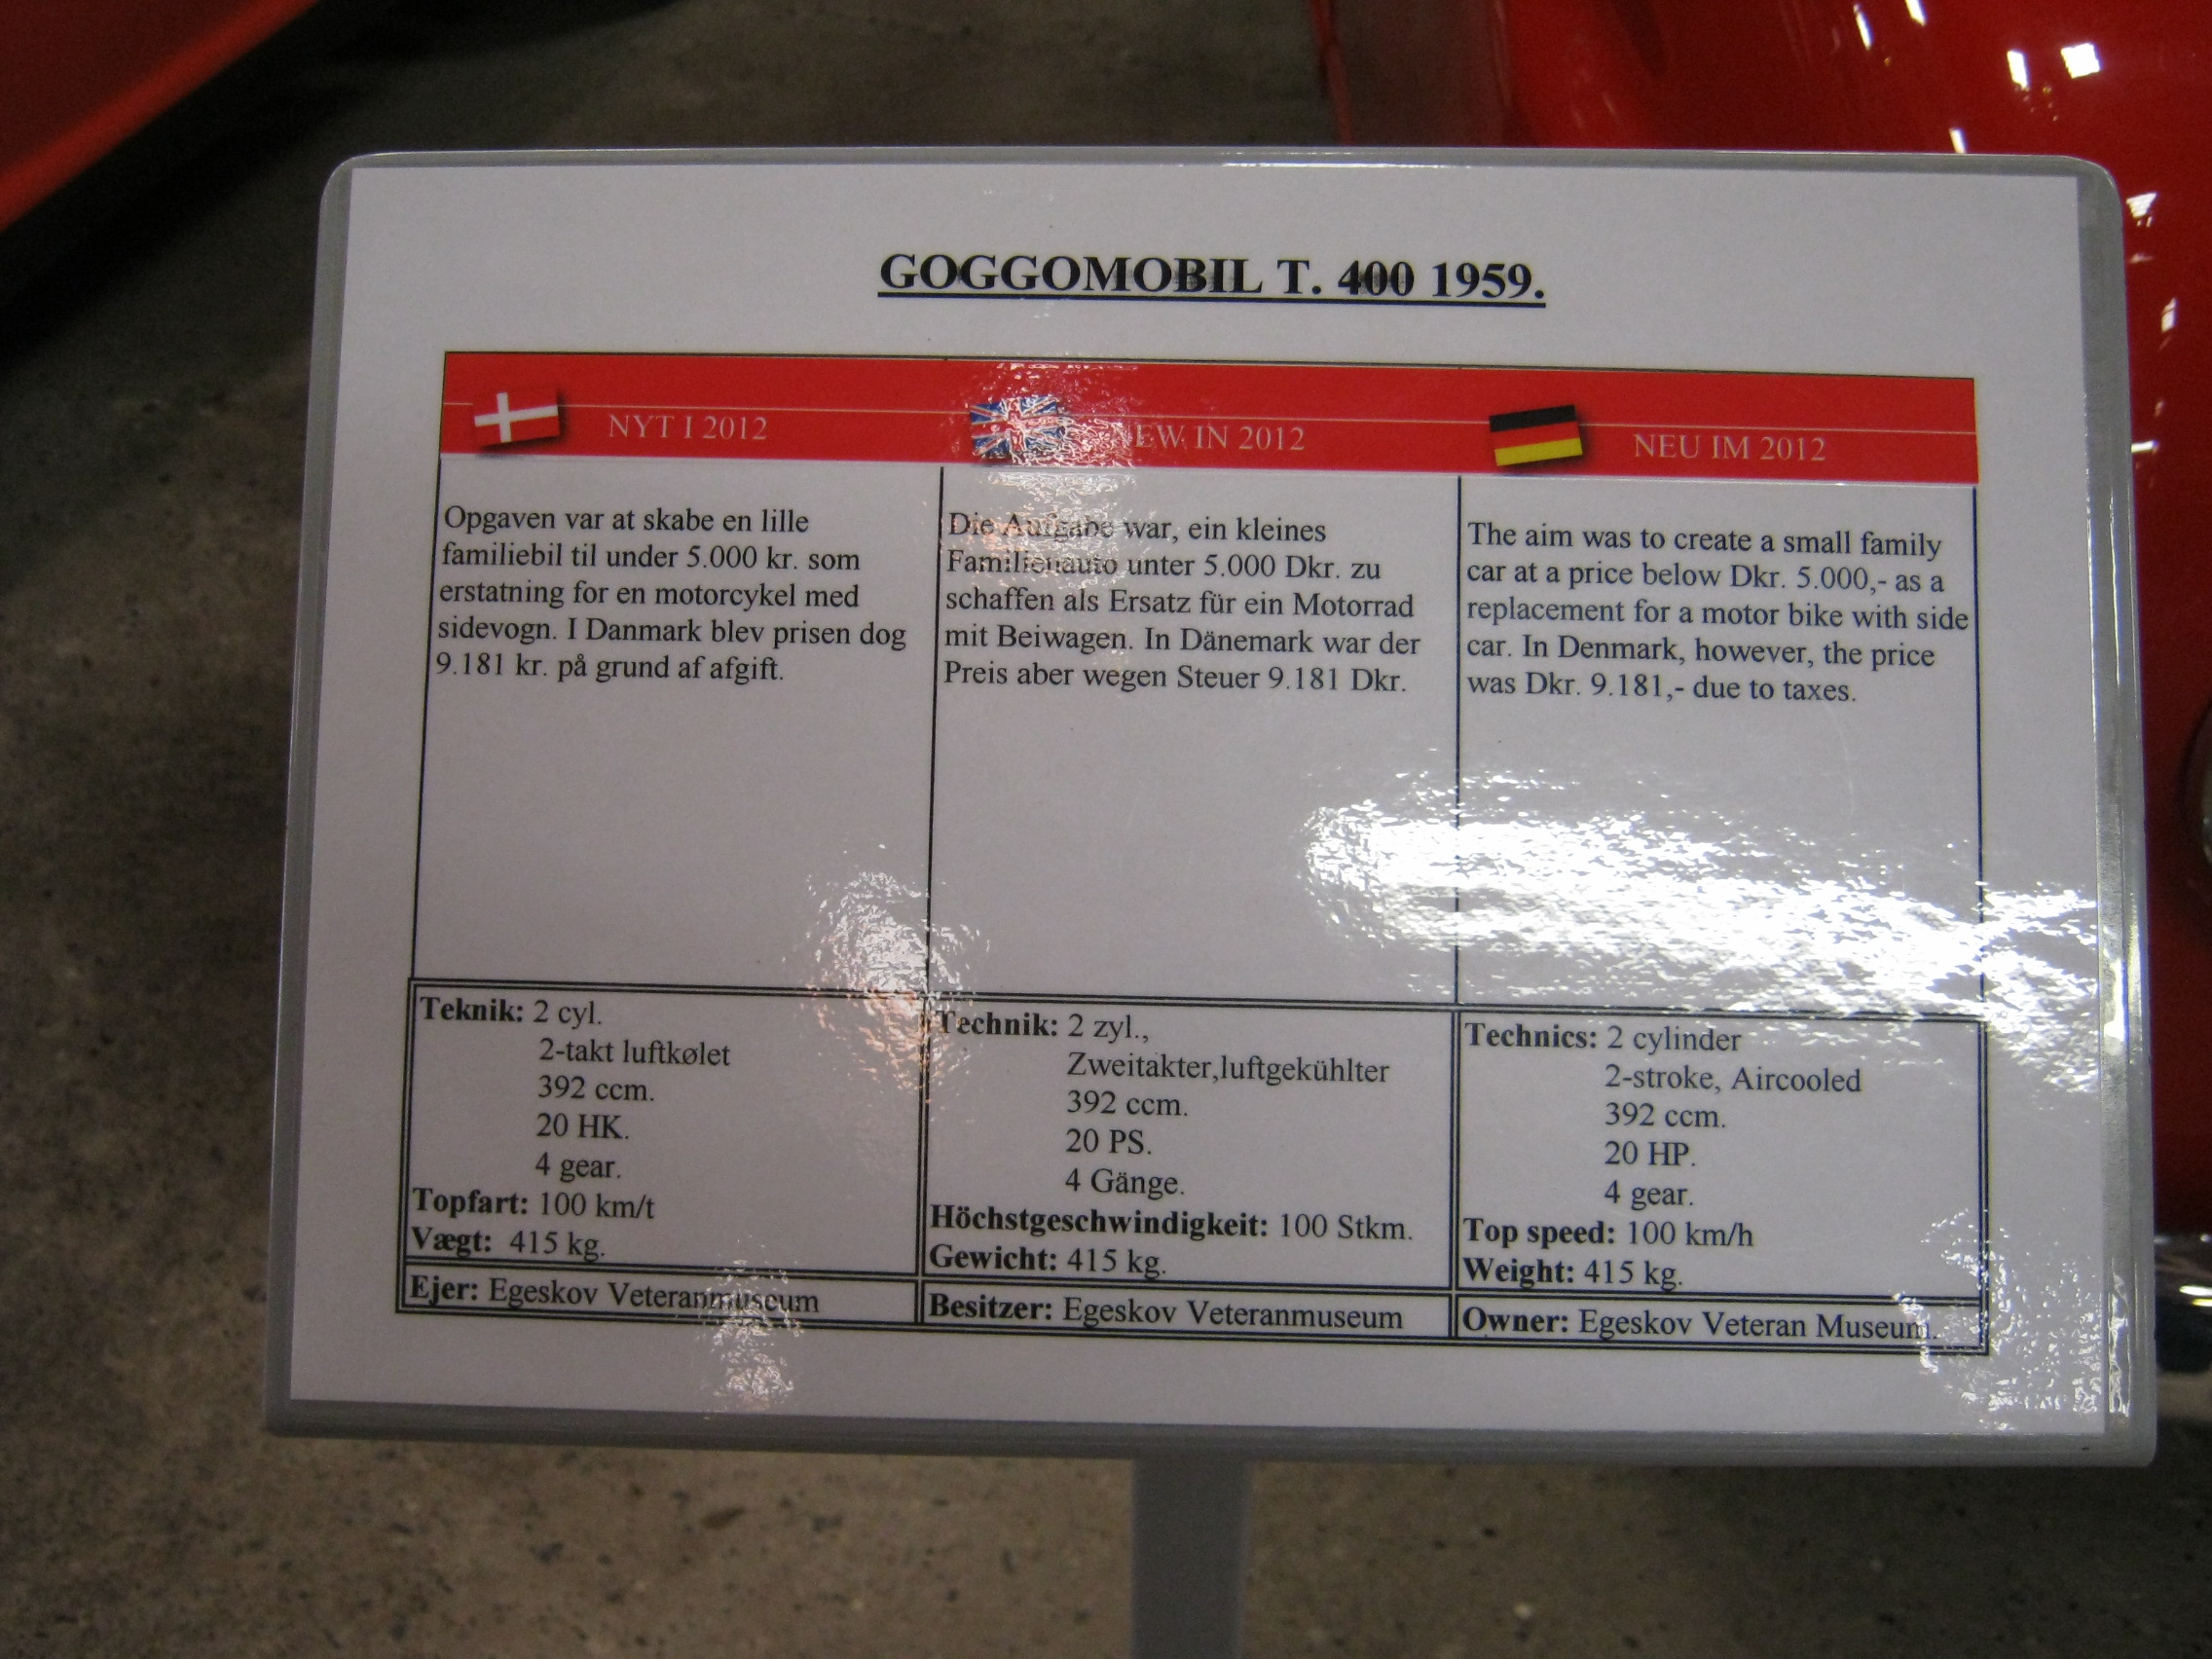 GOGGOMOBIL T. 400 1959.
NYT I 2012
NEW IN 2012
NEU IM 2012
Opgaven var at skabe en lille
familiebil til under 5.000 kr. som
erstatning for en motorcykel med
sidevogn. I Danmark blev prisen dog
9.181 kr. på grund af afgift.
Die Aufgabe war, ein kleines
Familienauto unter 5.000 Dkr. zu
schaffen als Ersatz für ein Motorrad
mit Beiwagen. In Dänemark war der
Preis aber wegen Steuer 9.181 Dkr.
The aim was to create a small family
car at a price below Dkr. 5.000,- as a
replacement for a motor bike with side
car. In Denmark, however, the price
was Dkr. 9.181,- due to taxes.
Teknik: 2 cyl.
2-takt luftkølet
392 ccm.
20 HK.
4 gear.
Topfart: 100 km/t
Vægt: 415 kg.
Technik: 2 zyl.,
Zweitakter,luftgekühlter
392 ccm.
20 PS.
4 Gänge.
Höchstgeschwindigkeit: 100 Stkm.
Gewicht: 415 kg.
Technics: 2 cylinder
2-stroke, Aircooled
392 ccm.
20 HP.
4 gear.
Top speed: 100 km/h
Weight: 415 kg.
Ejer: Egeskov Veteranmuseum
Besitzer: Egeskov Veteranmuseum
Owner: Egeskov Veteran Museum.